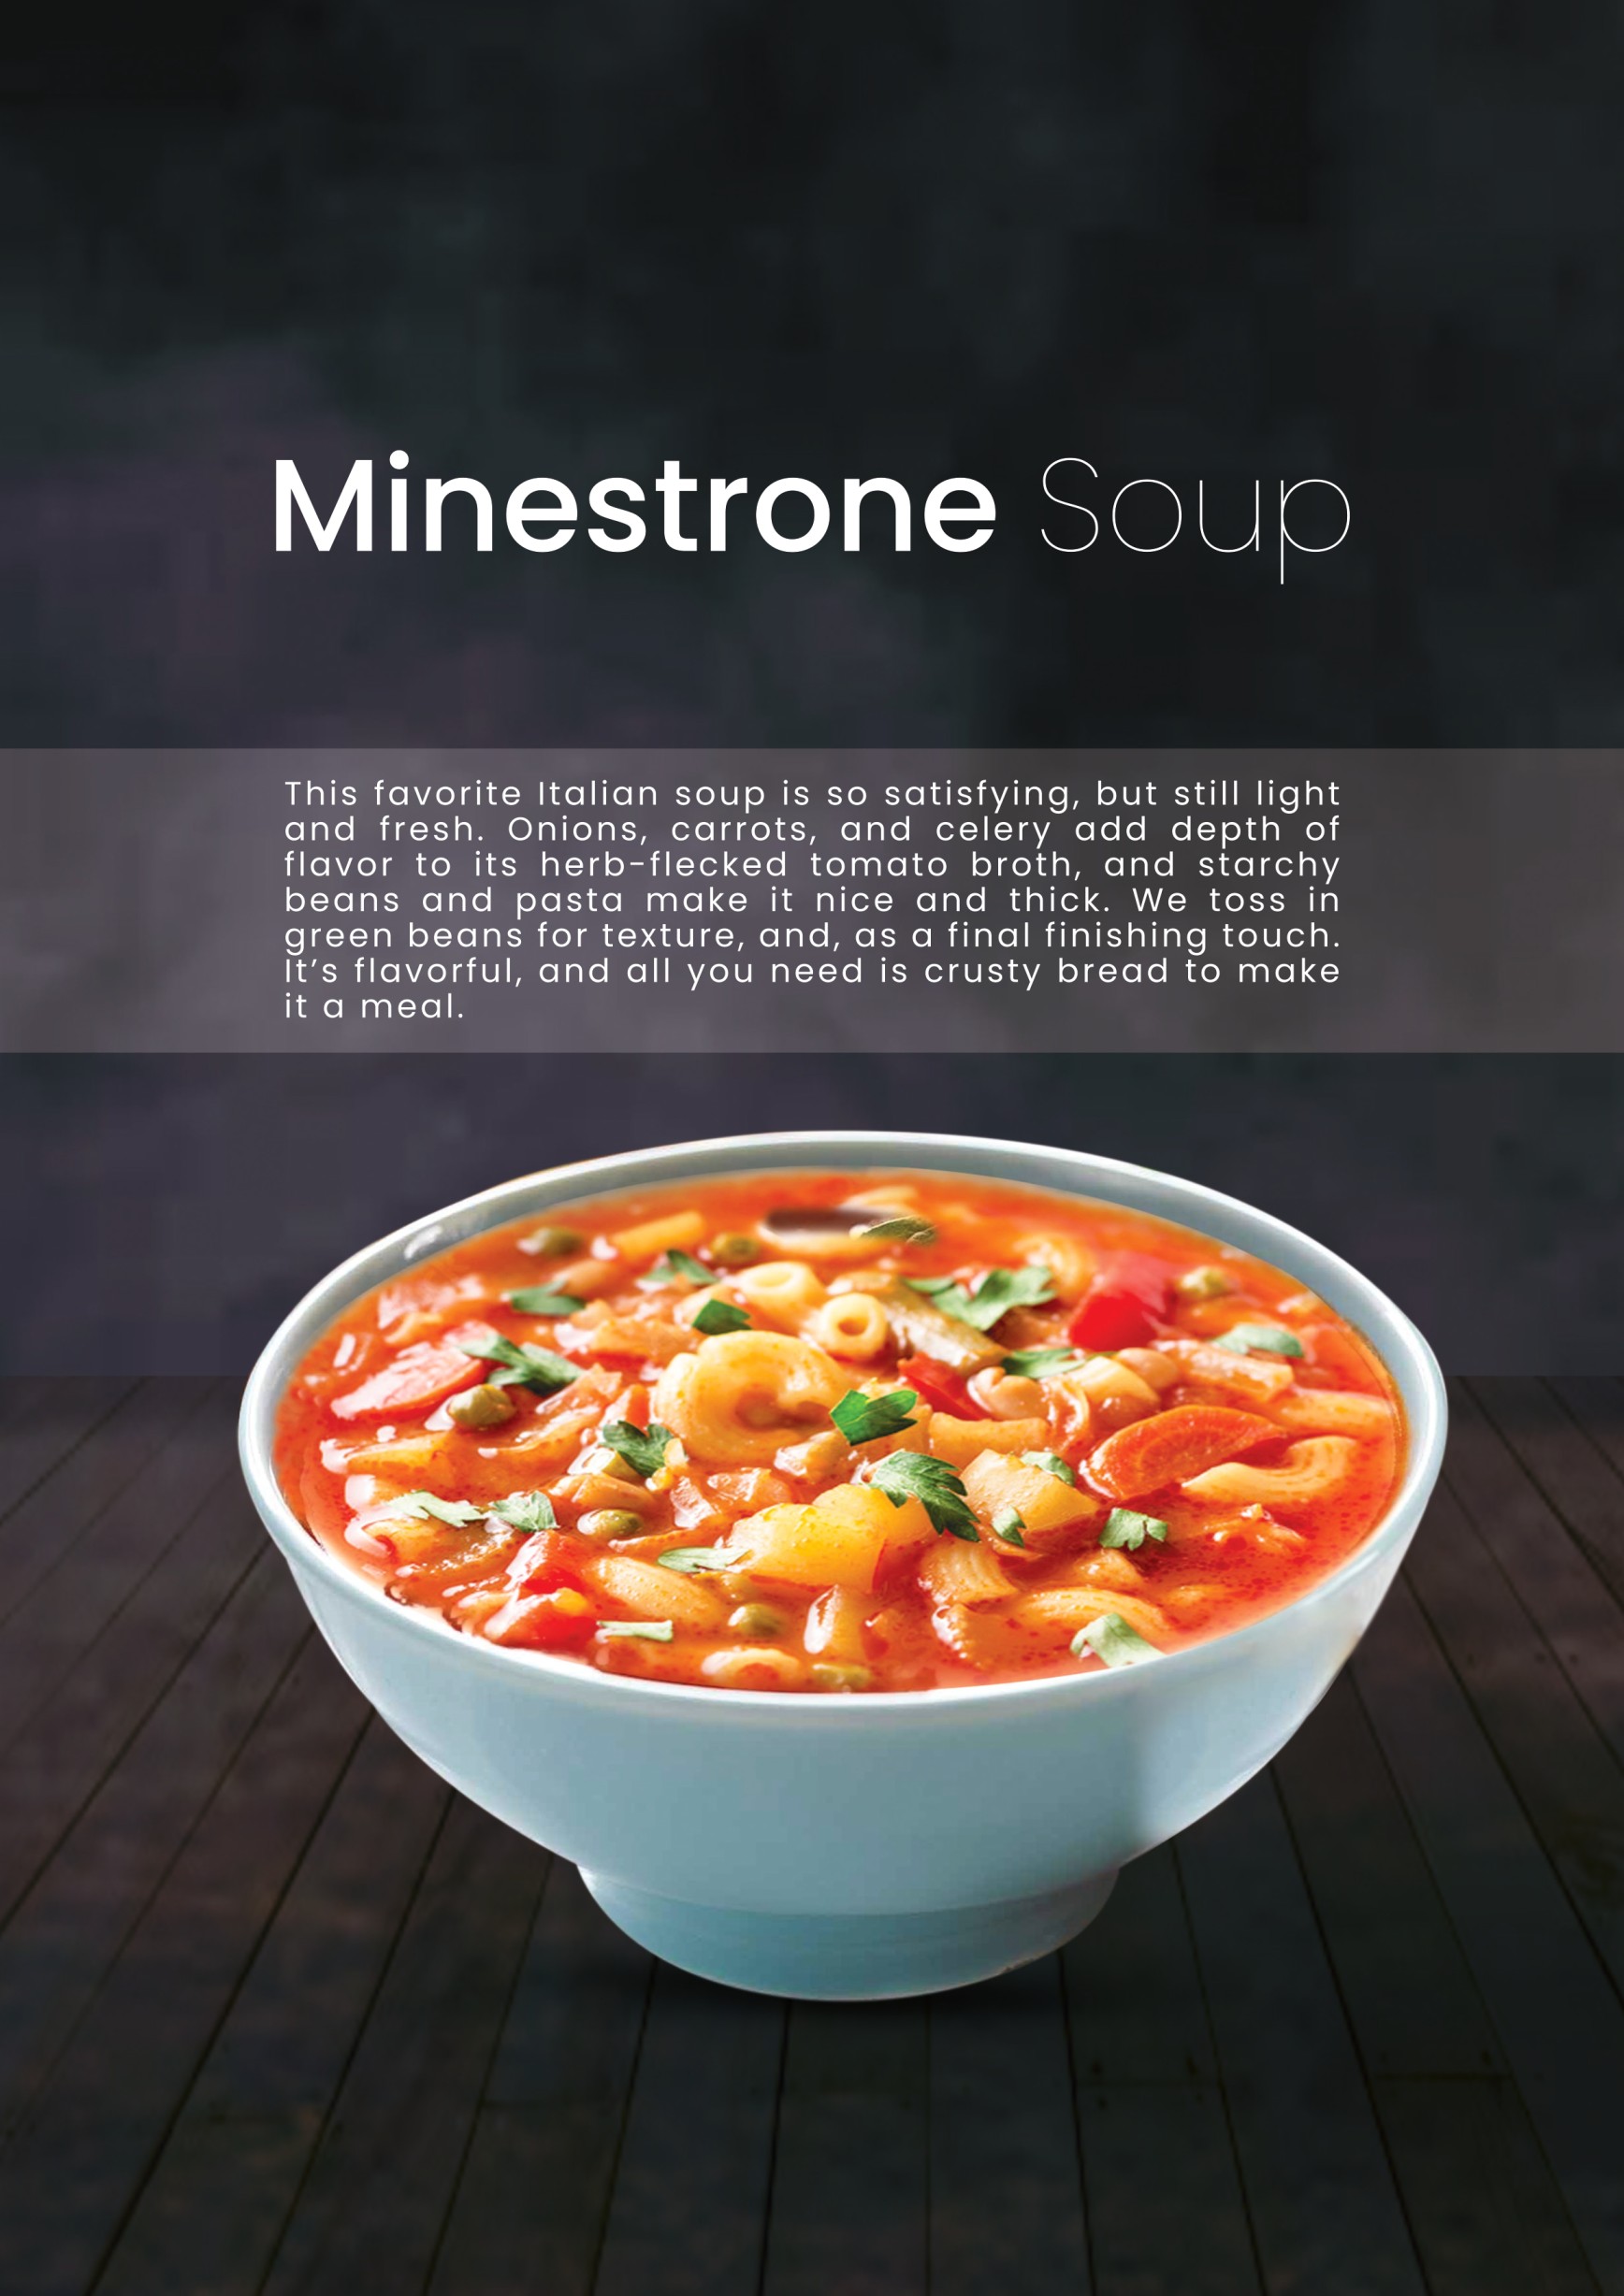 Minestrone Soup
This favorite Italian soup is so satisfying, but still light
and fresh. Onions, carrots, and celery add depth of
flavor to its herb-flecked tomato broth, and starchy
beans and pasta make it nice and thick. We toss in
green beans for texture, and, as a final finishing touch.
It’s flavorful, and all you need is crusty bread to make
it a meal.